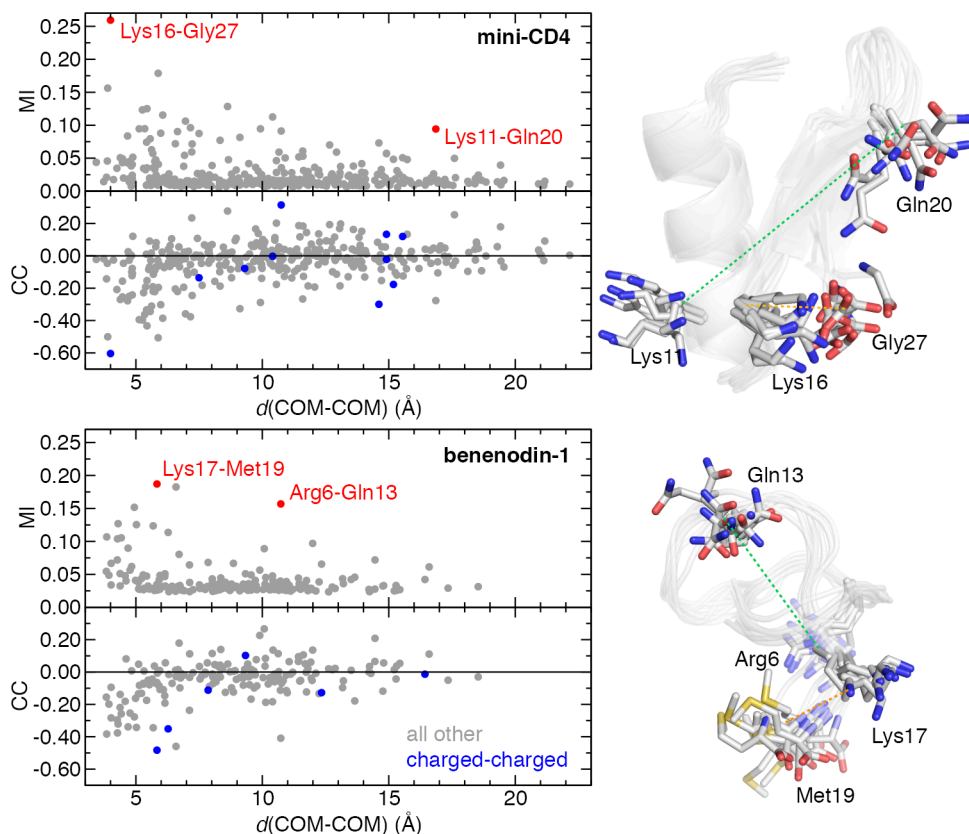 0.25
0.20
0.15
0.10
0.05
0.00
MI
Lys16-Gly27
mini-CD4
Lys11-Gln20
0.20
0.00
-0.20
-0.40
-0.60
CC
5
10
15
20
d(COM-COM) (Å)
Gln20
Lys11
Lys16
Gly27
0.25
0.20
0.15
0.10
0.05
0.00
MI
benenodin-1
Lys17-Met19
Arg6-Gln13
0.20
0.00
-0.20
-0.40
-0.60
CC
all other
charged-charged
5
10
15
20
d(COM-COM) (Å)
Gln13
Arg6
Lys17
Met19